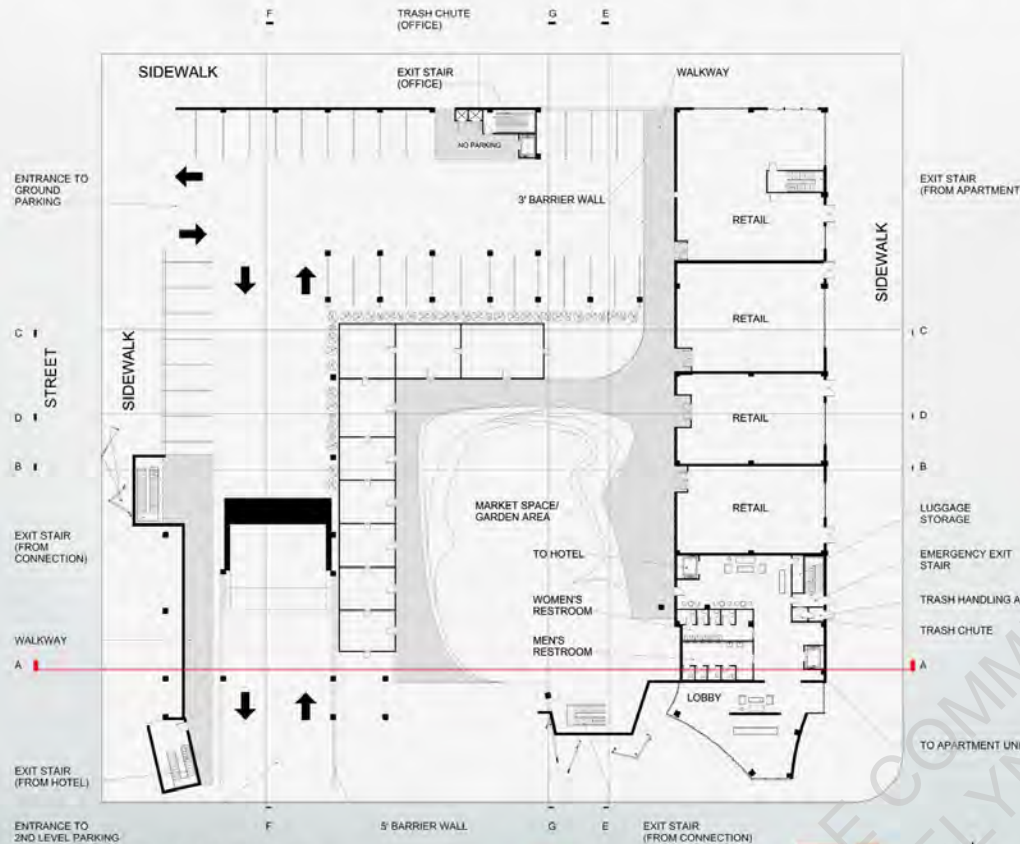 F
TRASH CHUTE
(OFFICE)
G
E
SIDEWALK
EXIT STAIR
(OFFICE)
WALKWAY
NO PARKING
ENTRANCE TO
GROUND
PARKING
3' BARRIER WALL
EXIT STAIR
(FROM APARTMENT
RETAIL
SIDEWALK
RETAIL
C
C
STREET
SIDEWALK
D
RETAIL
D
B
B
MARKET SPACE/
GARDEN AREA
RETAIL
LUGGAGE
STORAGE
EXIT STAIR
(FROM
CONNECTION)
TO HOTEL
EMERGENCY EXIT
STAIR
WOMEN'S
RESTROOM
TRASH HANDLING A
WALKWAY
MEN'S
RESTROOM
TRASH CHUTE
A
A
LOBBY
TO APARTMENT UNI
EXIT STAIR
(FROM HOTEL)
ENTRANCE TO
2ND LEVEL PARKING
F
5' BARRIER WALL
G
E
EXIT STAIR
(FROM CONNECTION)
E COMM
ELYN